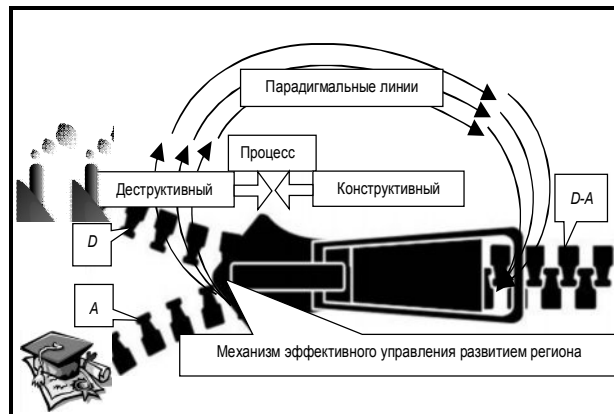 Парадигмальные линии
Процесс
Деструктивный
Конструктивный
D
D-A
A
Механизм эффективного управления развитием региона